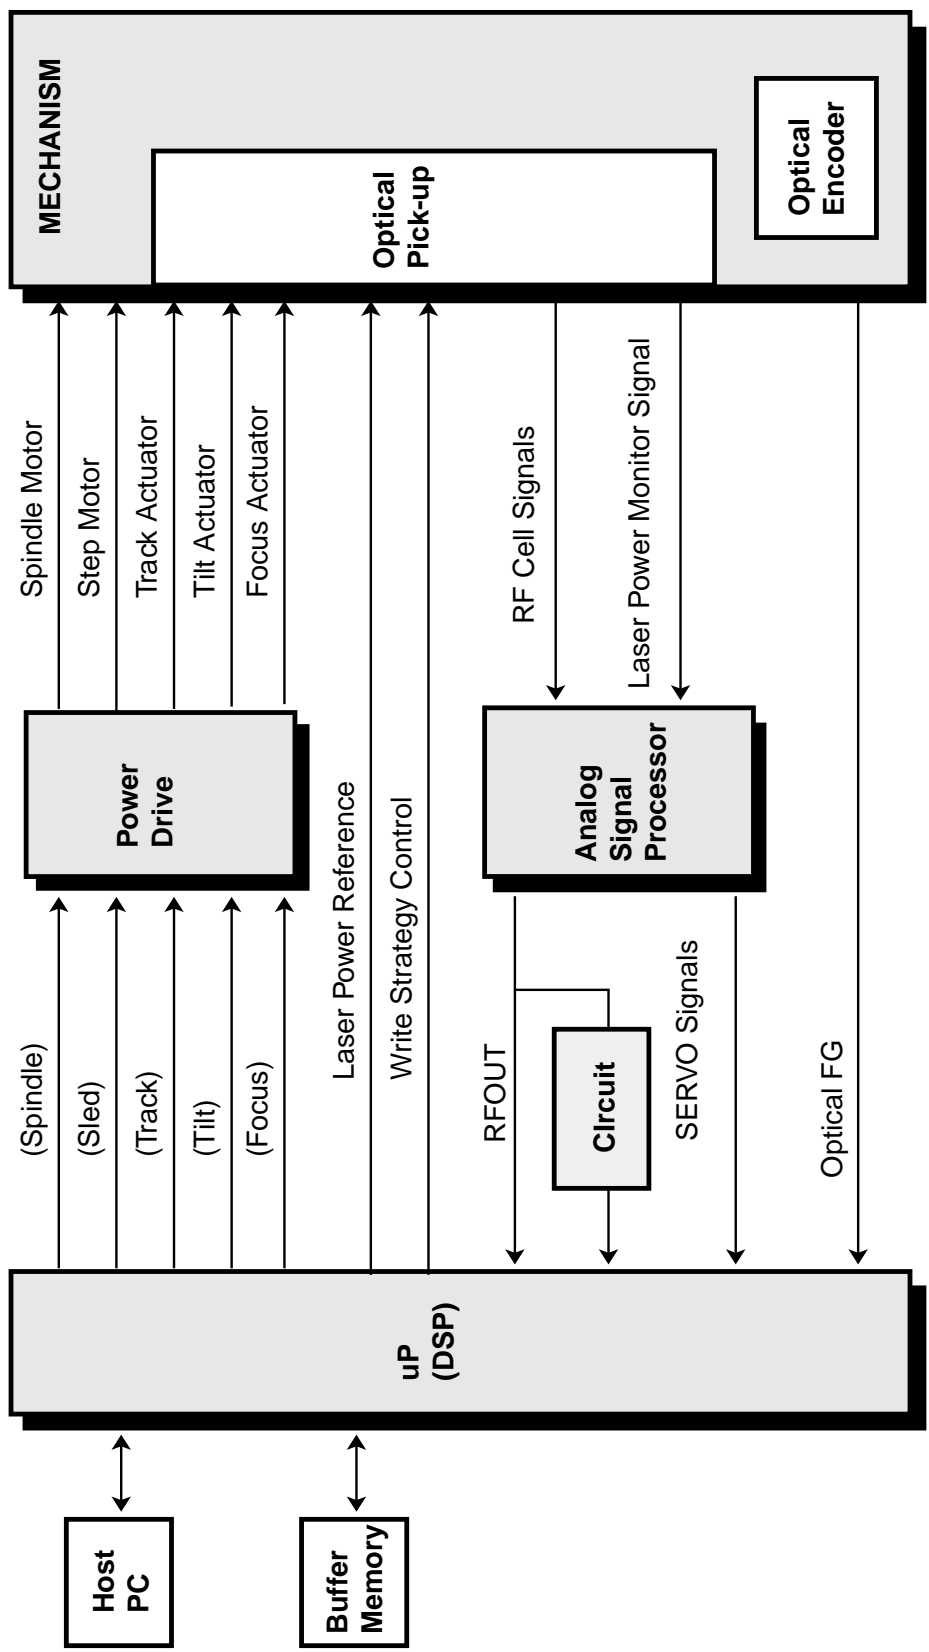 MECHANISM
Optical
Pick-up
Optical
Encoder
Spindle Motor
Step Motor
Track Actuator
Tilt Actuator
Focus Actuator
RF Cell Signals
Laser Power Monitor Signal
Power
Drive
Analog
Signal
Processor
Laser Power Reference
Write Strategy Control
(Spindle)
(Sled)
(Track)
(Tilt)
(Focus)
RFOUT
CIrcuit
SERVO Signals
Optical FG
uP
(DSP)
Host
PC
Buffer
Memory